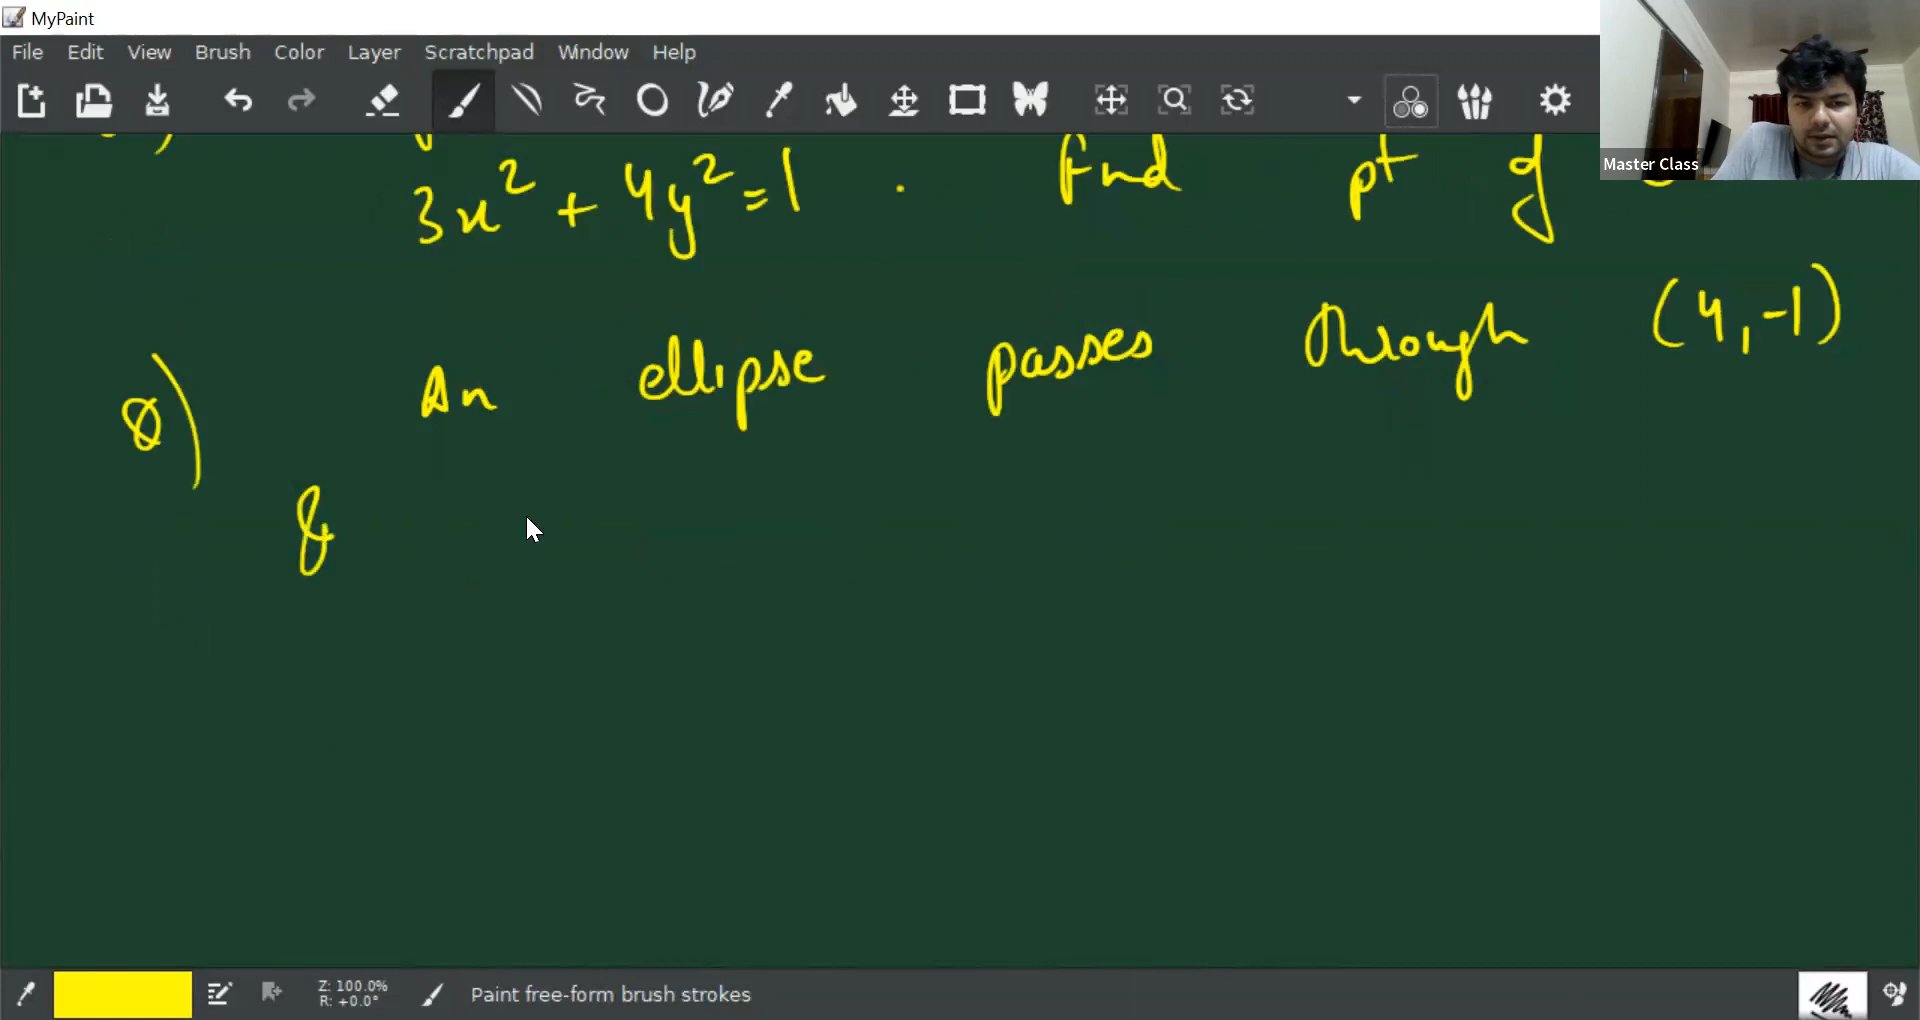 MyPaint
File Edit View Brush Color Layer Scratchpad Window Help
Master Class
3x² + 4y² = 1 . find pt of
Q) An ellipse passes through (4, -1)
&
Z: 100.0%
R: +0.0°
Paint free-form brush strokes